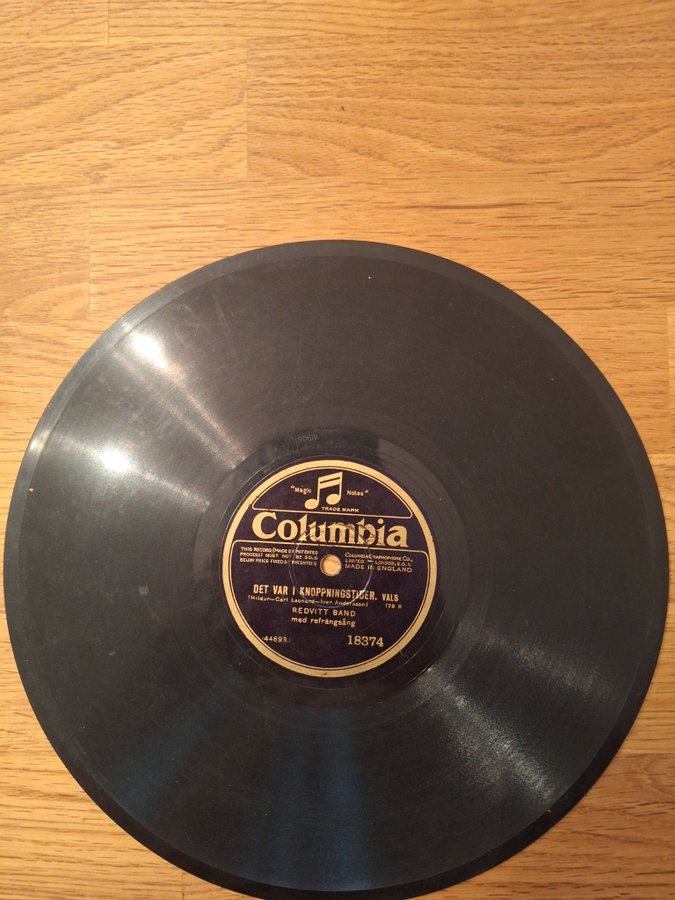 "Magic Notes"
TRADE MARK
Columbia
THIS RECORD (MADE BY PATENTED
PROCESS) MUST NOT BE SOLD
BELOW PRICE FIXED BY PATENTEES
COLUMBIA GRAPHOPHONE CO.,
LIMITED — LONDON, E.C.1.
MADE IN ENGLAND
DET VAR I KNOPPNINGSTIDER. VALS
(Hilder—Carl Leonard—Iver Andersson) (78 R
REDVITT BAND
med refrängsång
(44693) 18374